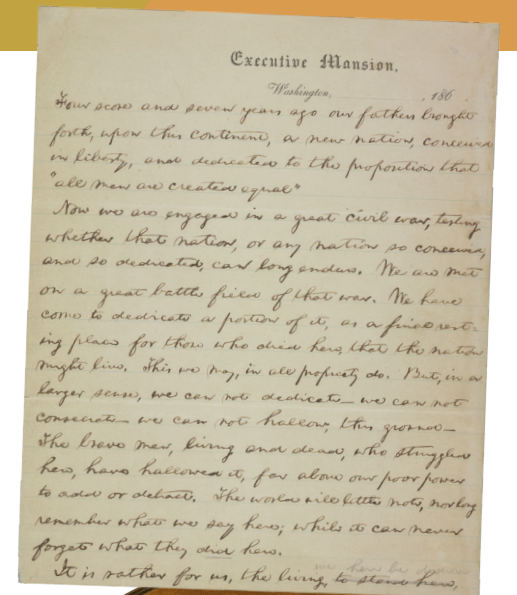 Executive Mansion,
Washington, , 186
Four score and seven years ago our fathers brought
forth, upon this continent, a new nation, conceived
in liberty, and dedicated to the proposition that
"all men are created equal"
Now we are engaged in a great civil war, testing
whether that nation, or any nation so conceived,
and so dedicated, can long endure. We are met
on a great battle field of that war. We have
come to dedicate a portion of it, as a final rest-
ing place for those who died here, that the nation
might live. This we may, in all propriety do. But, in a
larger sense, we can not dedicate — we can not
consecrate — we can not hallow, this ground —
The brave men, living and dead, who struggled
here, have hallowed it, far above our poor power
to add or detract. The world will little note, nor long
remember what we say here; while it can never
forget what they did here.
we here be dedica
It is rather for us, the living, to stand here,